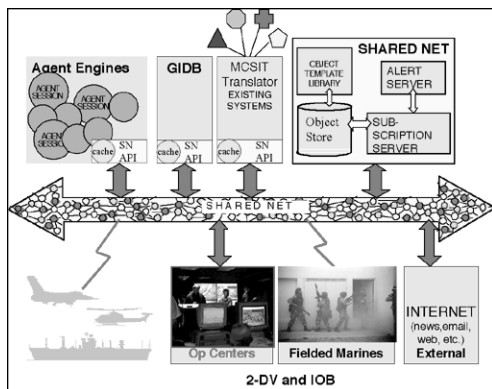 Agent Engines
AGENT
SESSION
AGENT
SESSION
AGENT
SESSION
cache
SN
API
GIDB
cache
SN
API
MCSIT
Translator
EXISTING
SYSTEMS
cache
SN
API
SHARED NET
OBJECT
TEMPLATE
LIBRARY
ALERT
SERVER
Object
Store
SUB-
SCRIPTION
SERVER
SHARED NET
Op Centers
Fielded Marines
INTERNET
(news,email,
web, etc.)
External
2-DV and IOB